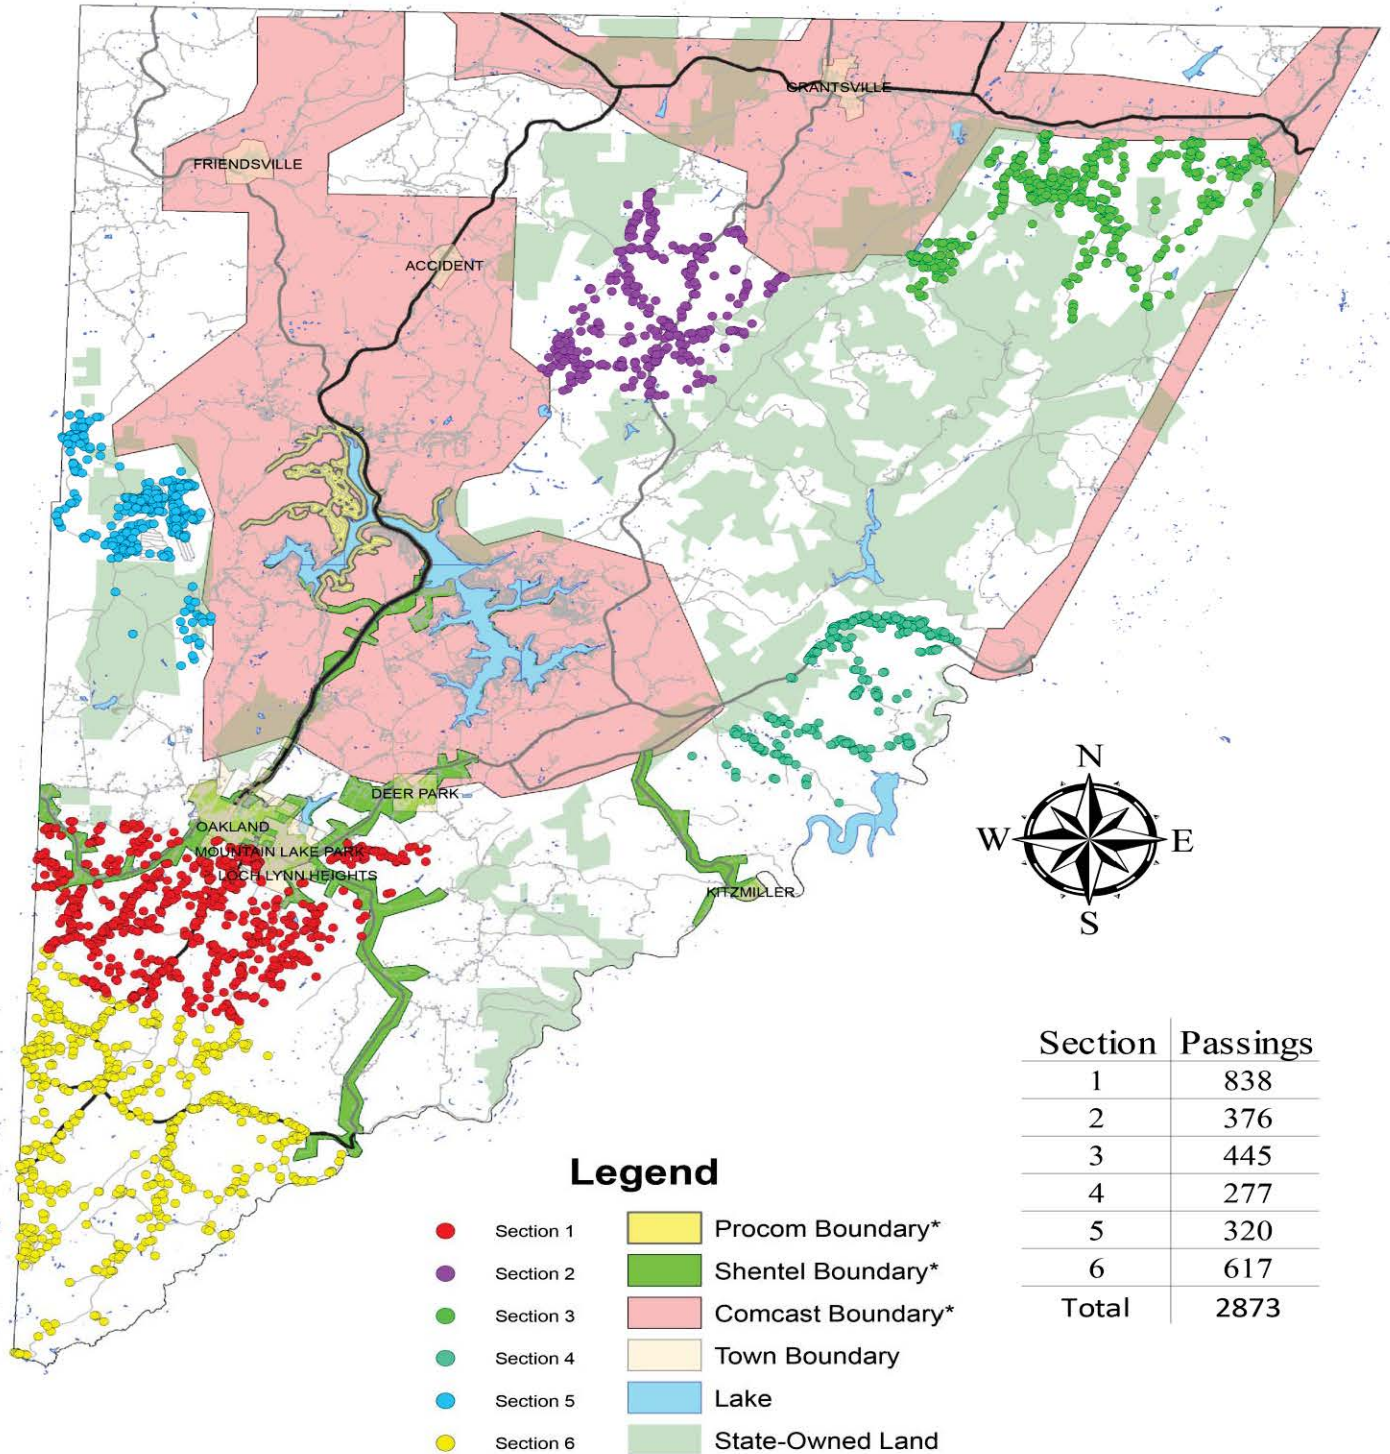 GRANTSVILLE
FRIENDSVILLE
ACCIDENT
DEER PARK
OAKLAND
MOUNTAIN LAKE PARK
LOCH LYNN HEIGHTS
KITZMILLER
N
W E
S
Section Passings
1 838
2 376
3 445
4 277
5 320
6 617
Total 2873
Legend
Section 1 Procom Boundary*
Section 2 Shentel Boundary*
Section 3 Comcast Boundary*
Section 4 Town Boundary
Section 5 Lake
Section 6 State-Owned Land